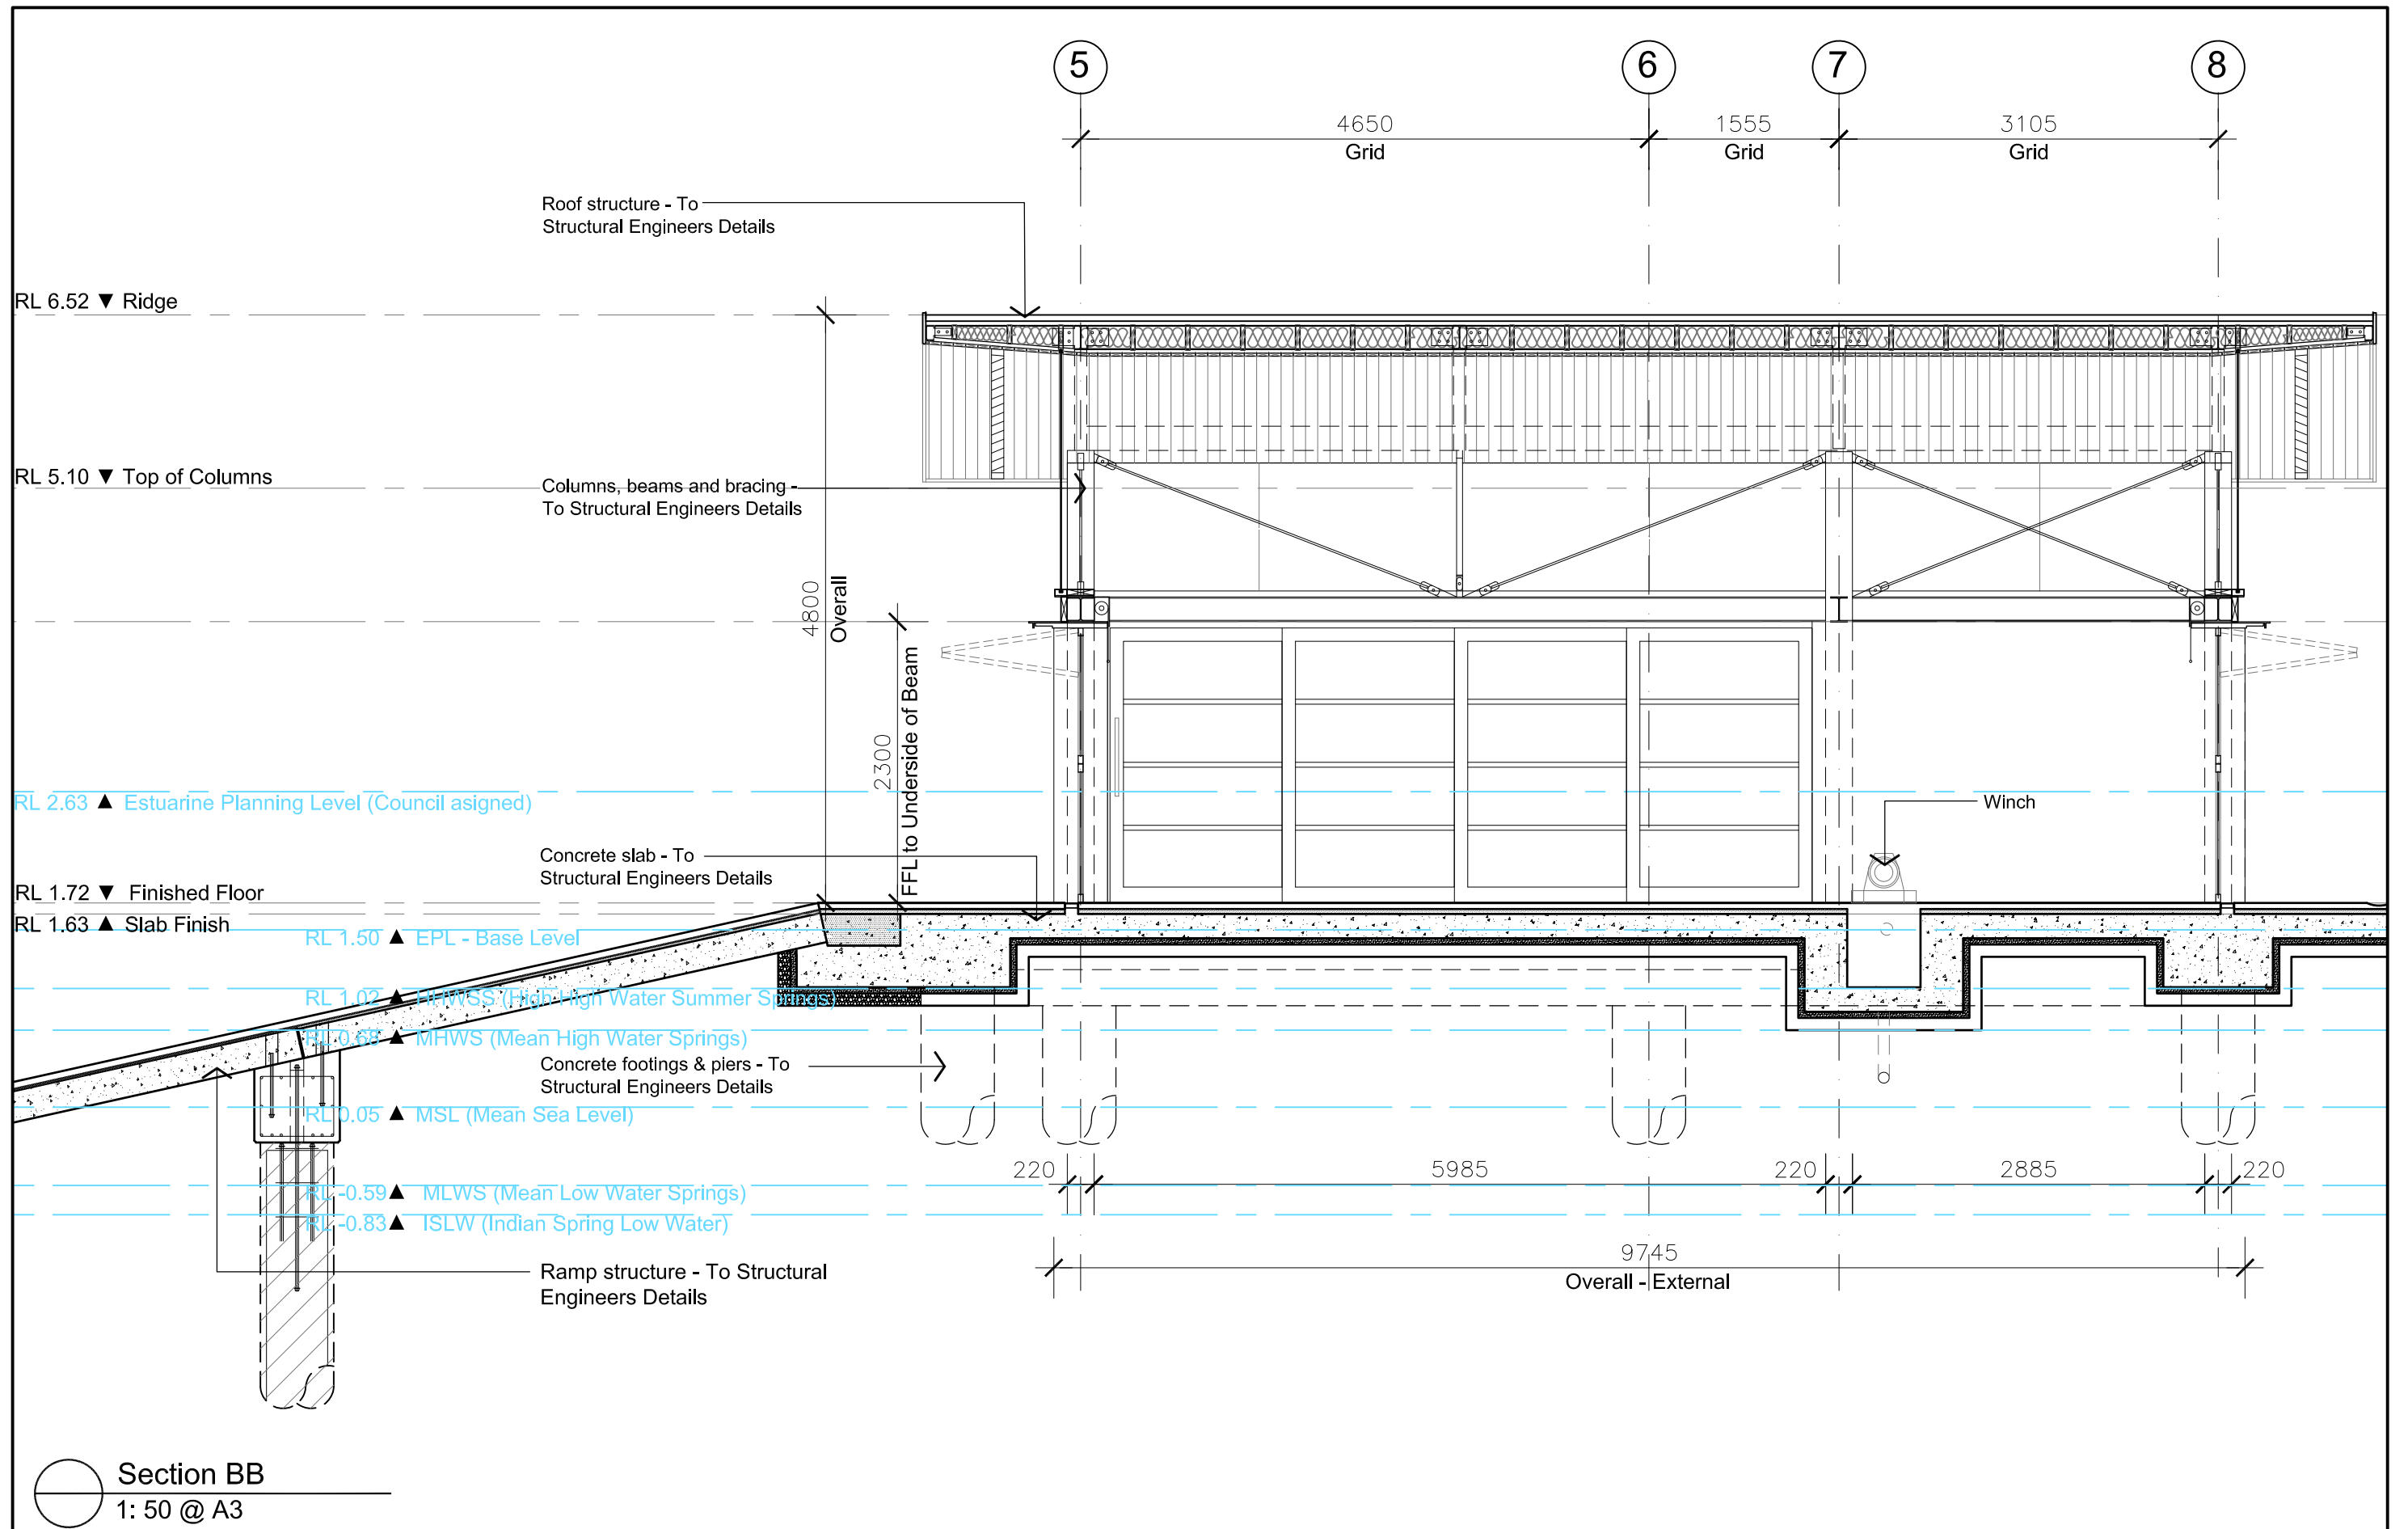 5
6
7
8
4650
Grid
1555
Grid
3105
Grid
Roof structure - To
Structural Engineers Details
RL 6.52 ▼ Ridge
RL 5.10 ▼ Top of Columns
Columns, beams and bracing -
To Structural Engineers Details
4800
Overall
2300
FFL to Underside of Beam
RL 2.63 ▲ Estuarine Planning Level (Council asigned)
Winch
Concrete slab - To
Structural Engineers Details
RL 1.72 ▼ Finished Floor
RL 1.63 ▲ Slab Finish
RL 1.50 ▲ EPL - Base Level
RL 1.02 ▲ HHWSS (High High Water Summer Springs)
RL 0.68 ▲ MHWS (Mean High Water Springs)
Concrete footings & piers - To
Structural Engineers Details
RL 0.05 ▲ MSL (Mean Sea Level)
220
5985
220
2885
220
RL -0.59 ▲ MLWS (Mean Low Water Springs)
RL -0.83 ▲ ISLW (Indian Spring Low Water)
9745
Overall - External
Ramp structure - To Structural
Engineers Details
Section BB
1: 50 @ A3